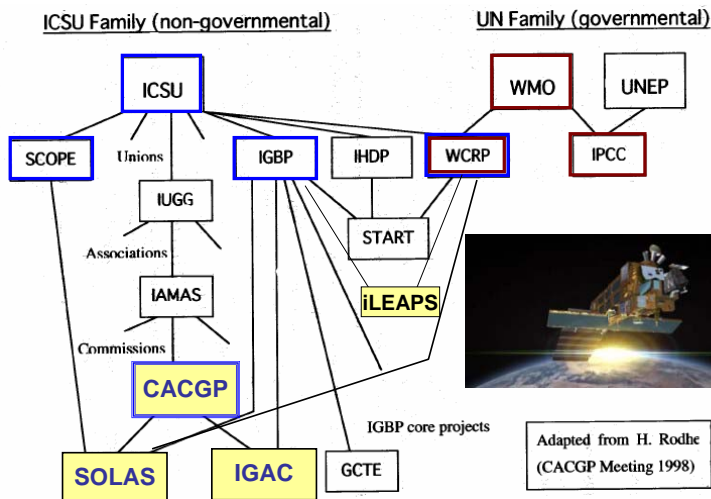 ICSU Family (non-governmental)
UN Family (governmental)
ICSU
WMO
UNEP
SCOPE
Unions
IGBP
IHDP
WCRP
IPCC
IUGG
START
Associations
IAMAS
iLEAPS
Commissions
CACGP
IGBP core projects
SOLAS
IGAC
GCTE
Adapted from H. Rodhe
(CACGP Meeting 1998)